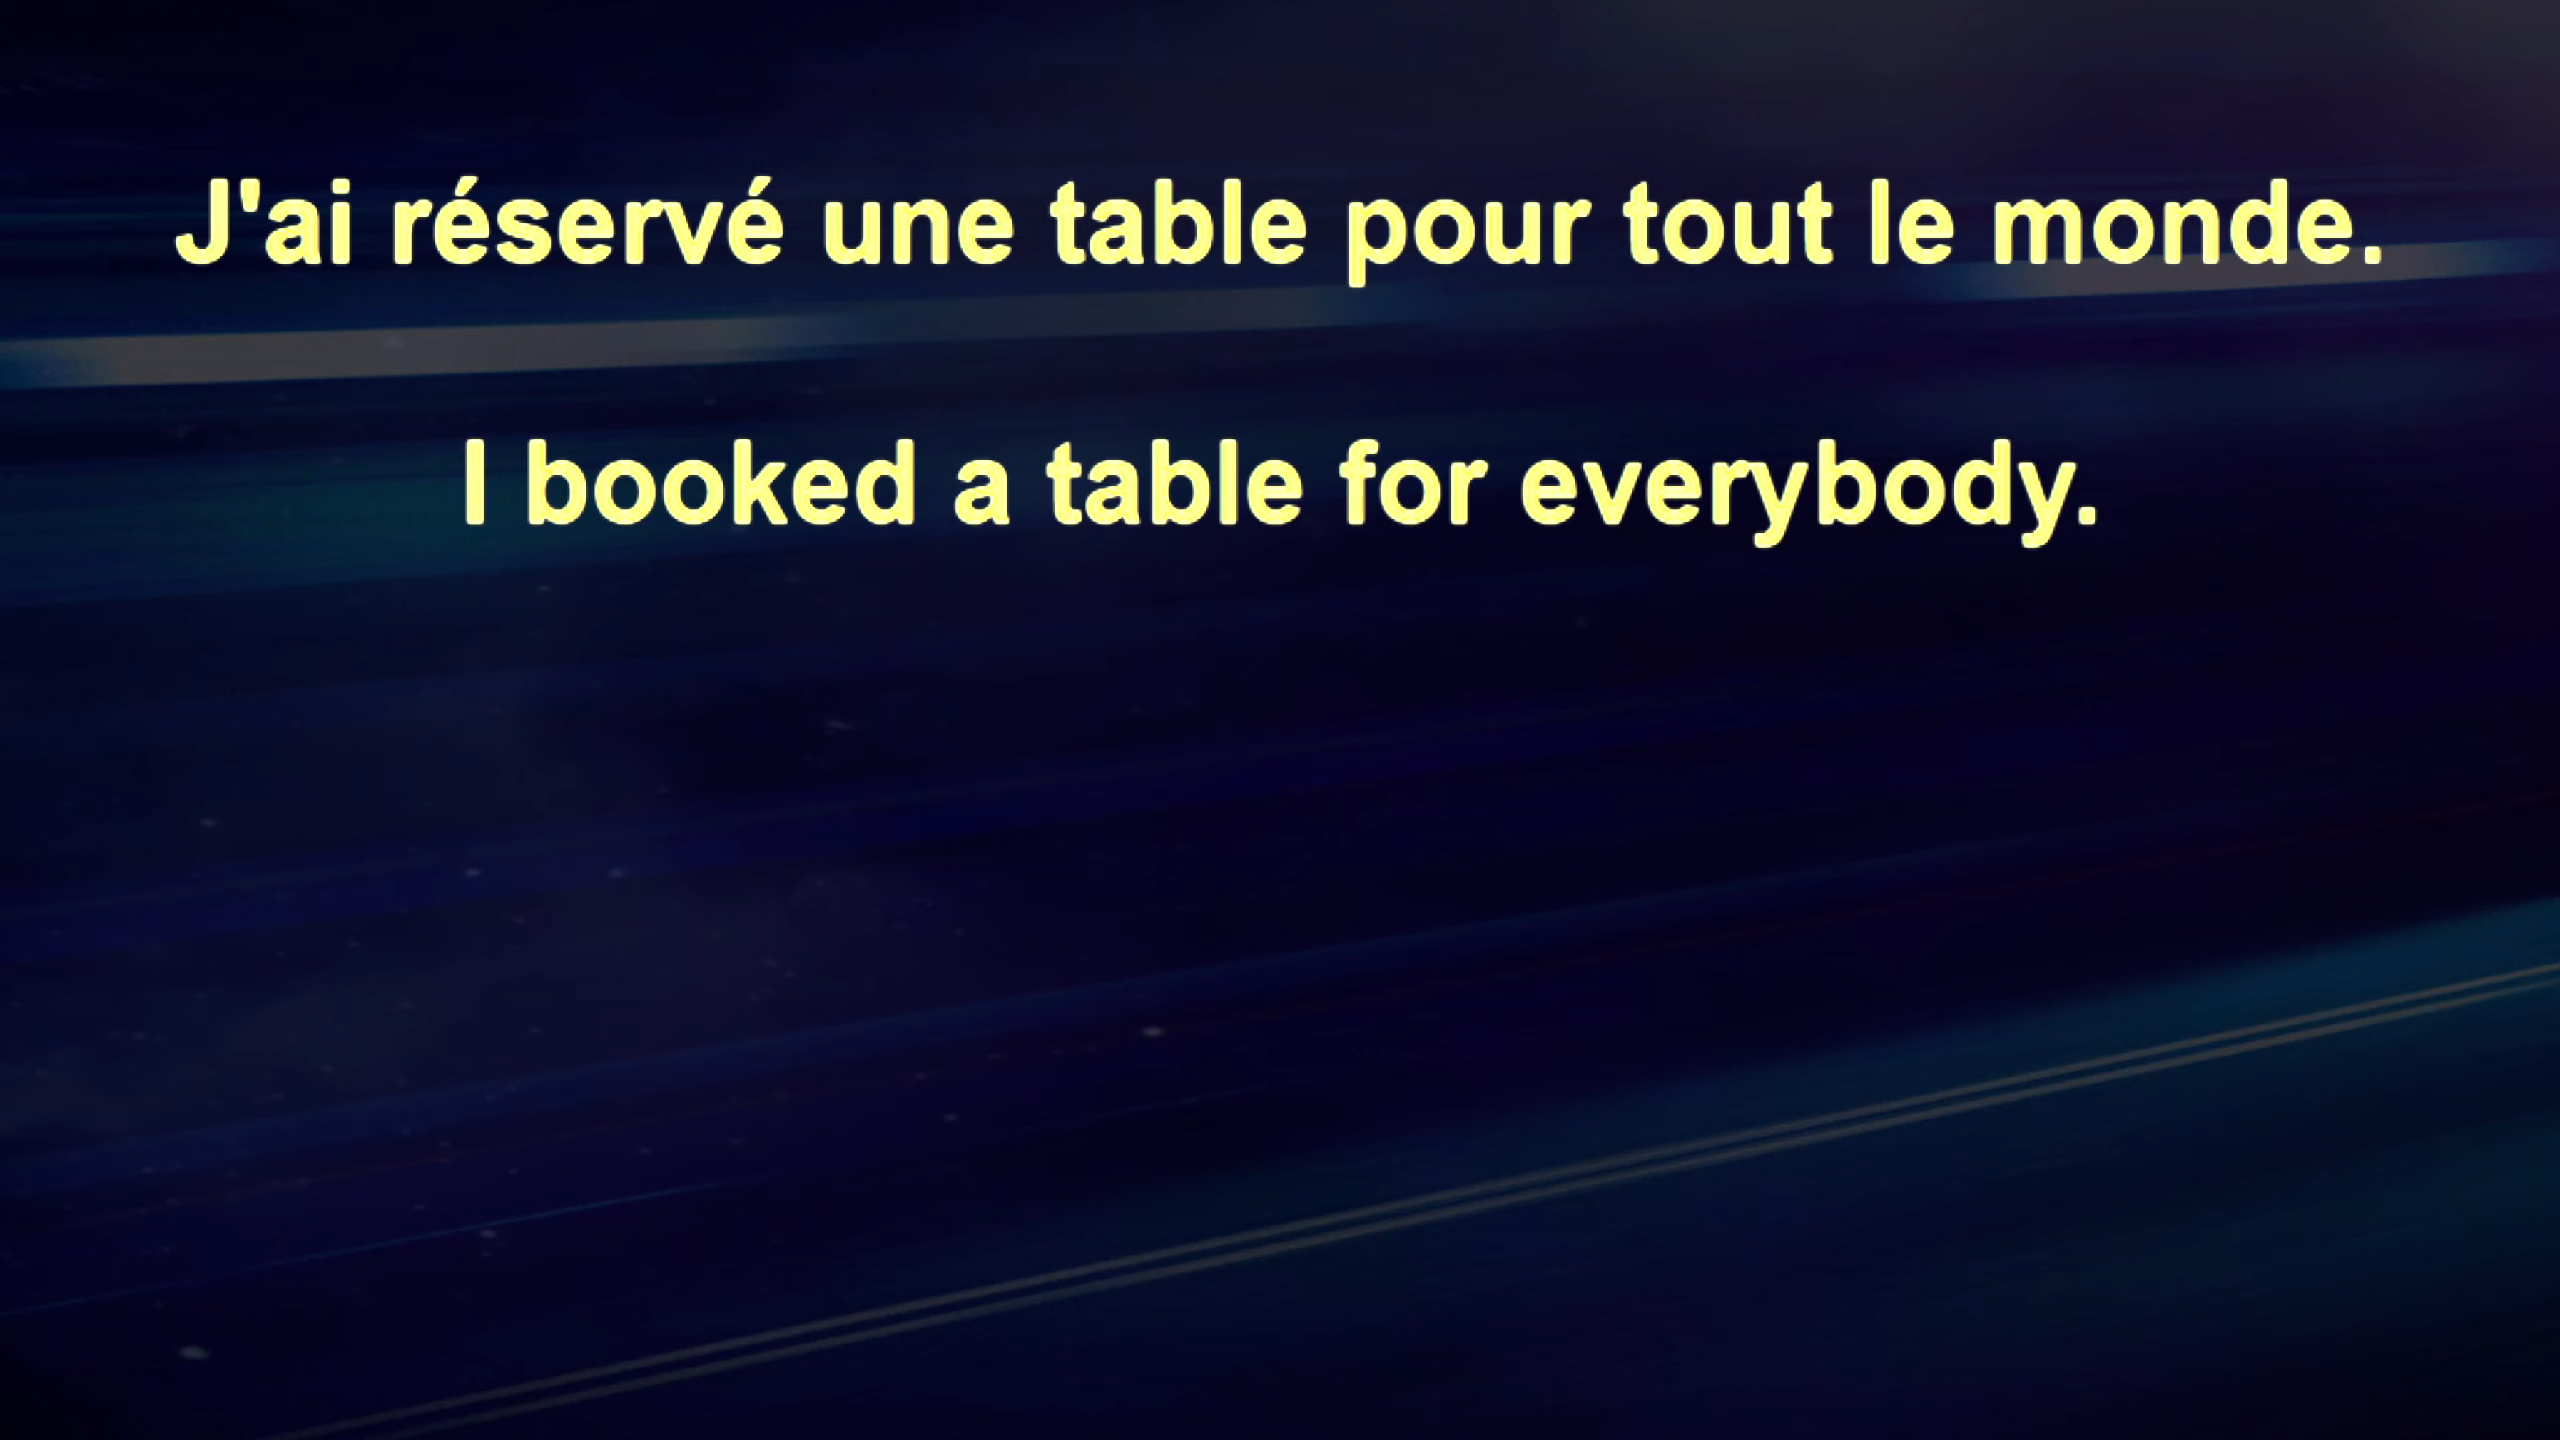 J'ai réservé une table pour tout le monde.
I booked a table for everybody.